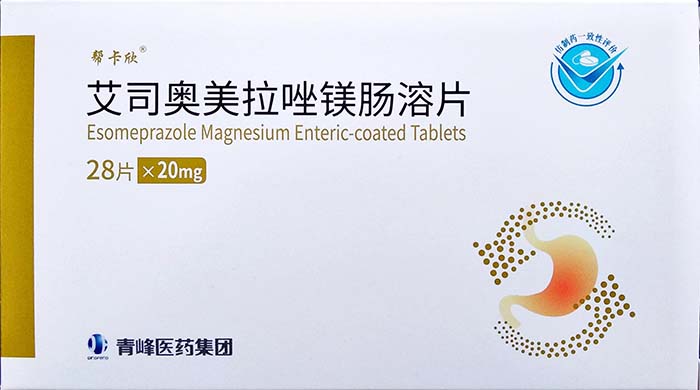 帮卡欣®
仿制药一致性评价
艾司奥美拉唑镁肠溶片
Esomeprazole Magnesium Enteric-coated Tablets
28片×20mg
青峰医药集团